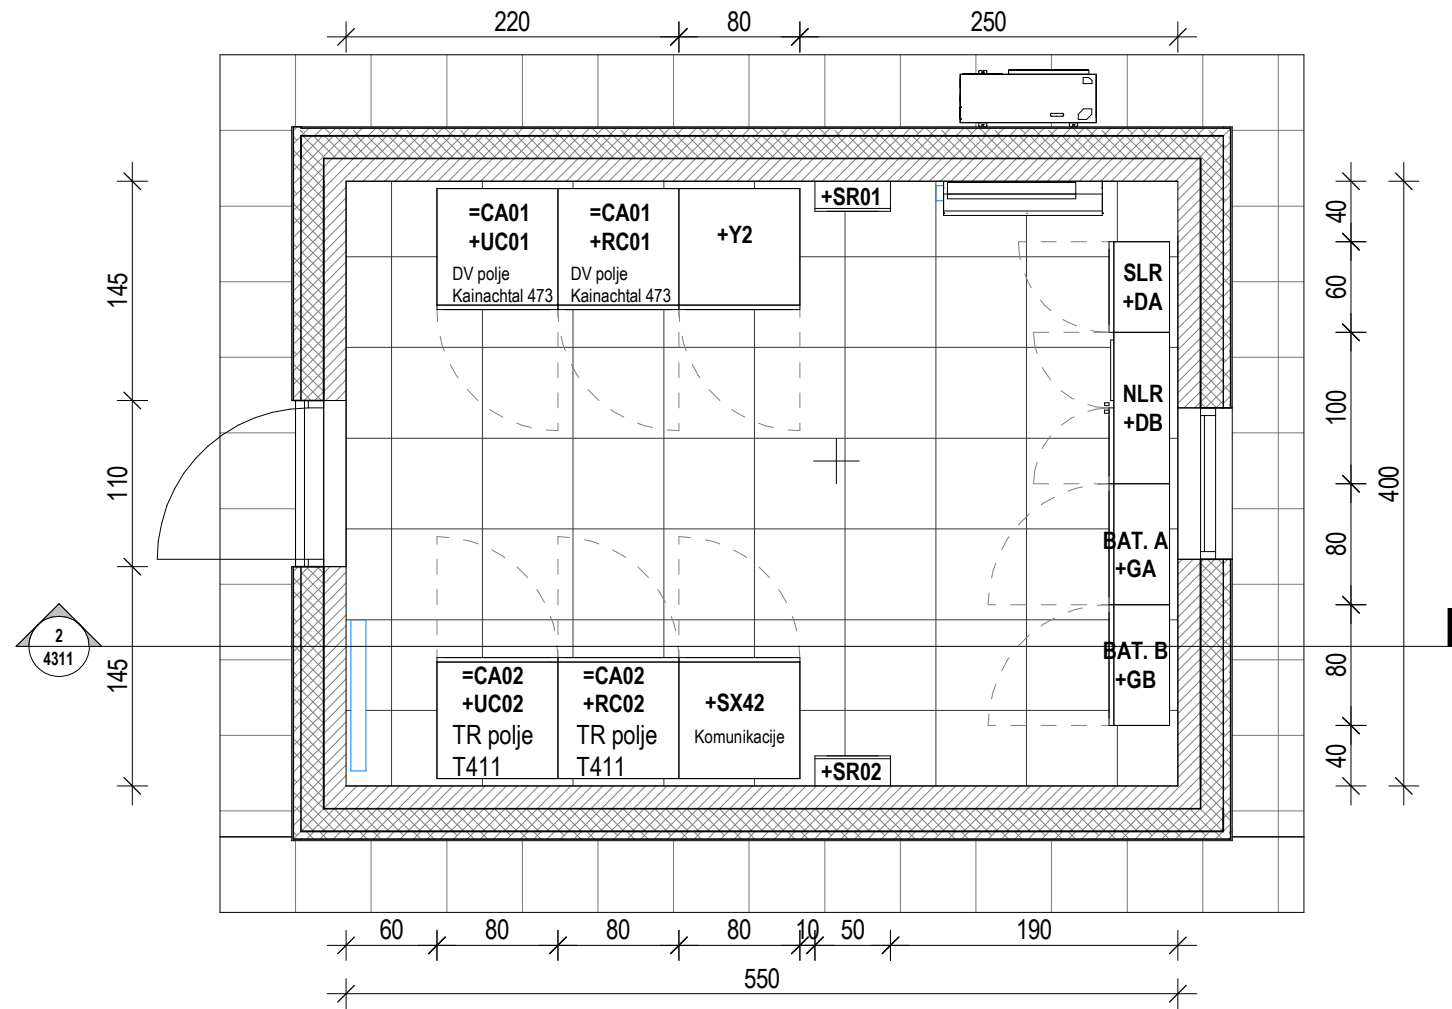 220
80
250
=CA01
+UC01
DV polje
Kainachtal 473
=CA01
+RC01
DV polje
Kainachtal 473
+Y2
+SR01
SLR
+DA
NLR
+DB
BAT. A
+GA
BAT. B
+GB
145
110
145
40
60
100
80
80
40
400
2
4311
=CA02
+UC02
TR polje
T411
=CA02
+RC02
TR polje
T411
+SX42
Komunikacije
+SR02
60
80
80
80
10
50
190
550